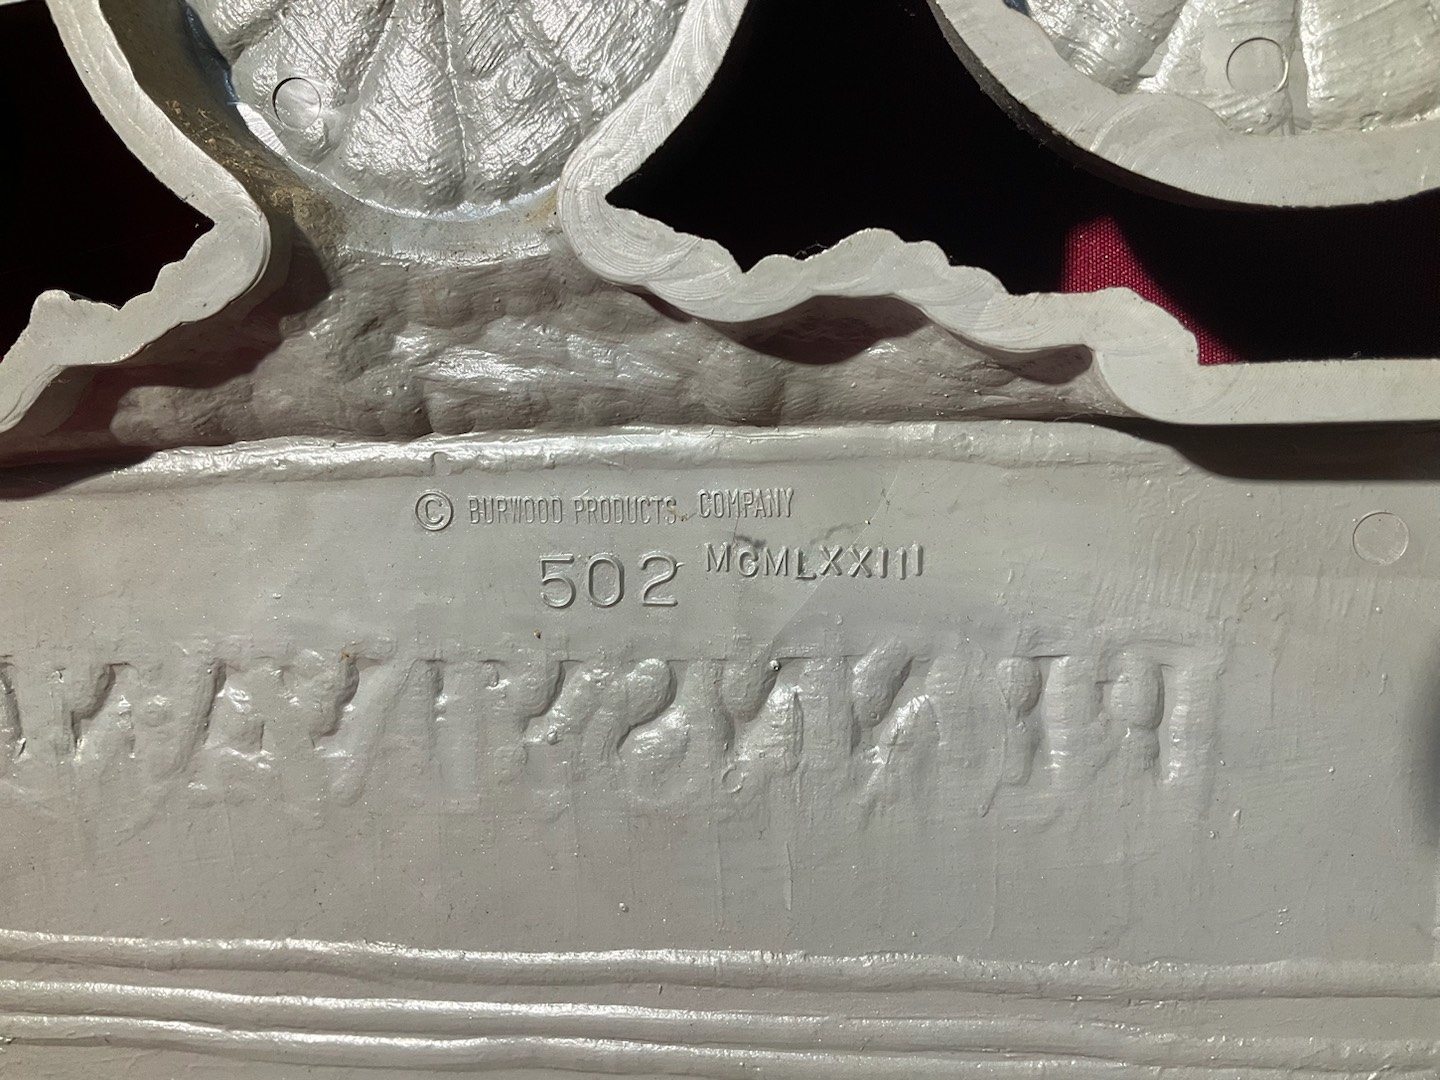 © BURWOOD PRODUCTS COMPANY
502 MCMLXXIII